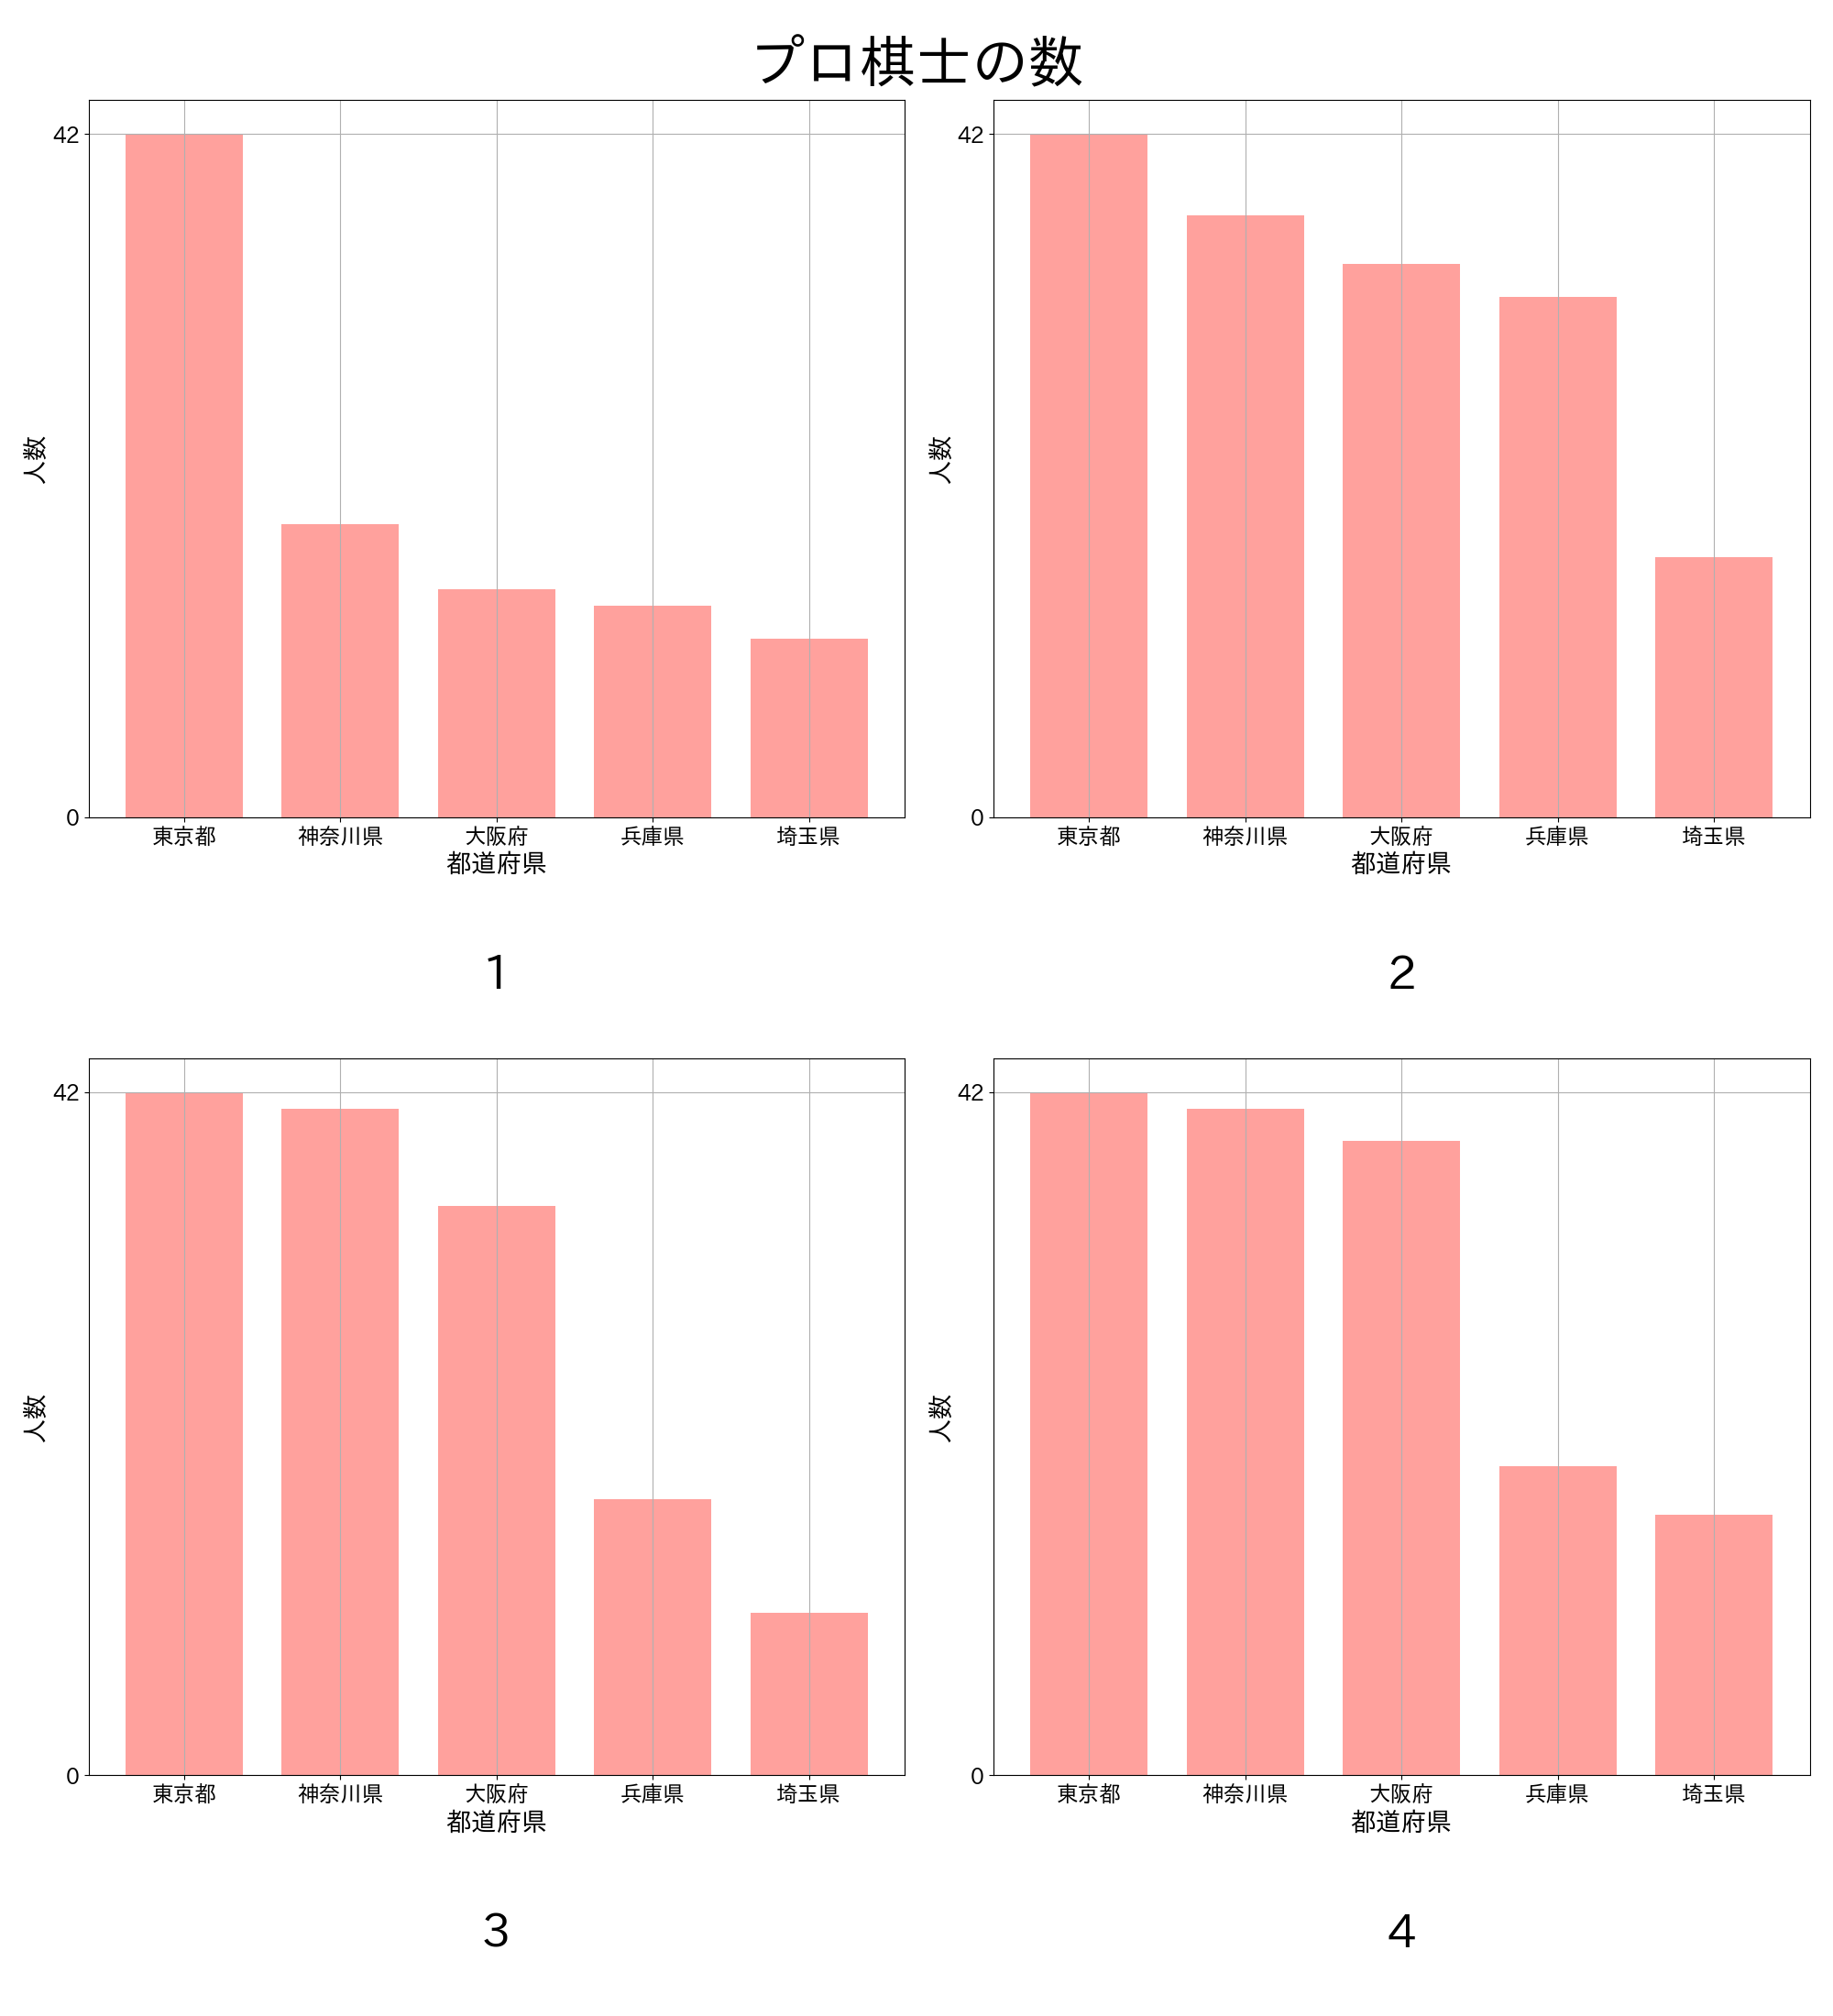 プロ棋士の数
42
0
人数
東京都 神奈川県 大阪府 兵庫県 埼玉県
都道府県
1
42
0
人数
東京都 神奈川県 大阪府 兵庫県 埼玉県
都道府県
2
42
0
人数
東京都 神奈川県 大阪府 兵庫県 埼玉県
都道府県
3
42
0
人数
東京都 神奈川県 大阪府 兵庫県 埼玉県
都道府県
4